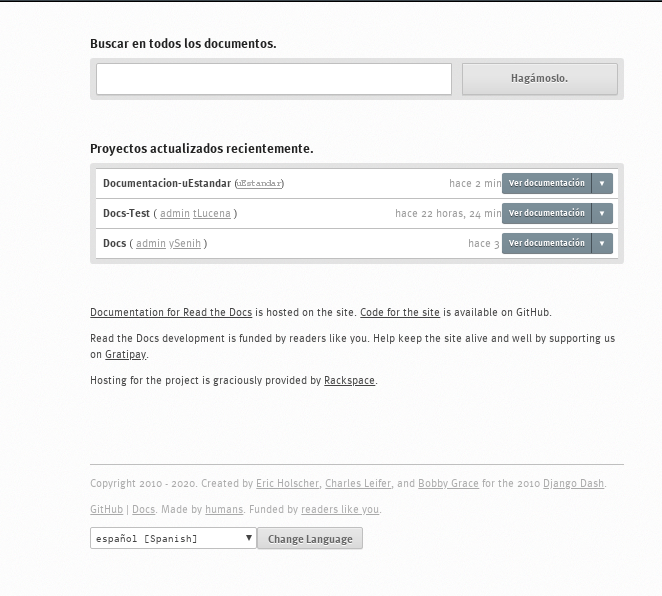 Buscar en todos los documentos.
Hagámoslo.
Proyectos actualizados recientemente.
Documentacion-uEstandar (uEstandar) hace 2 min Ver documentación ▼
Docs-Test ( admin tLucena ) hace 22 horas, 24 min Ver documentación ▼
Docs ( admin ySenih ) hace 3 Ver documentación ▼
Documentation for Read the Docs is hosted on the site. Code for the site is available on GitHub.
Read the Docs development is funded by readers like you. Help keep the site alive and well by supporting us
on Gratipay.
Hosting for the project is graciously provided by Rackspace.
Copyright 2010 - 2020. Created by Eric Holscher, Charles Leifer, and Bobby Grace for the 2010 Django Dash.
GitHub | Docs. Made by humans. Funded by readers like you.
español [Spanish] ▼ Change Language